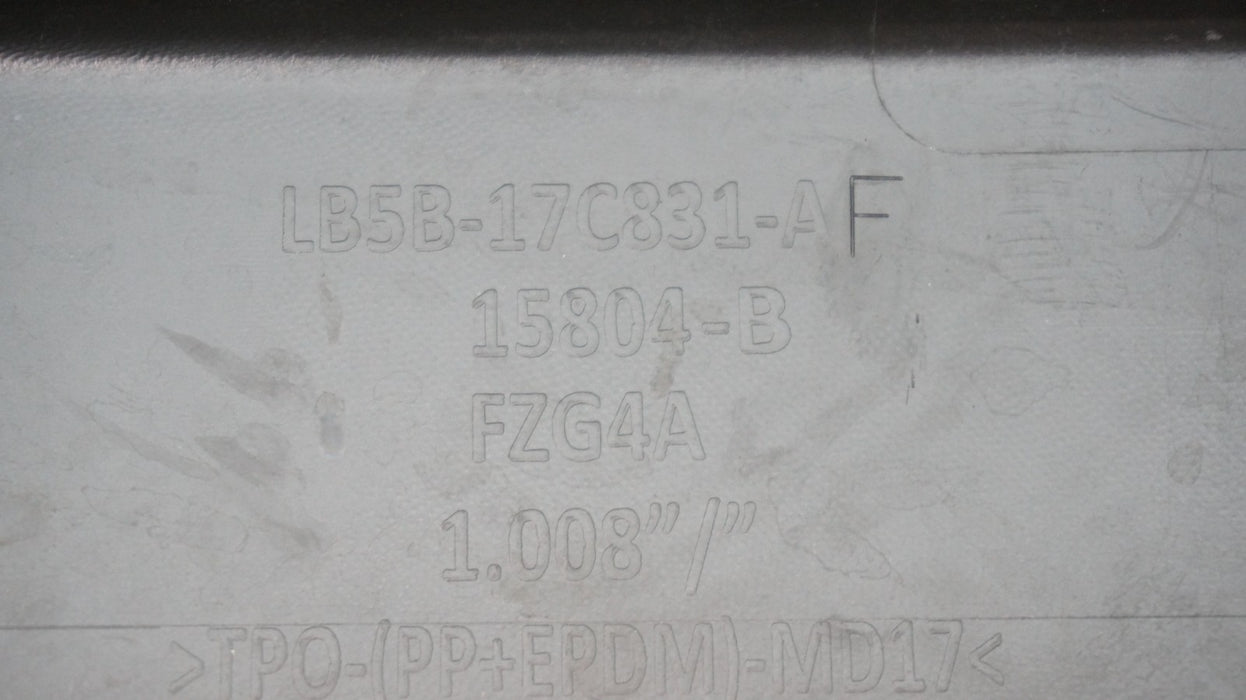 LB5B-17C831-AF
15804-B
FZG4A
1.008"/"
>TPO-(PP+EPDM)-MD17<